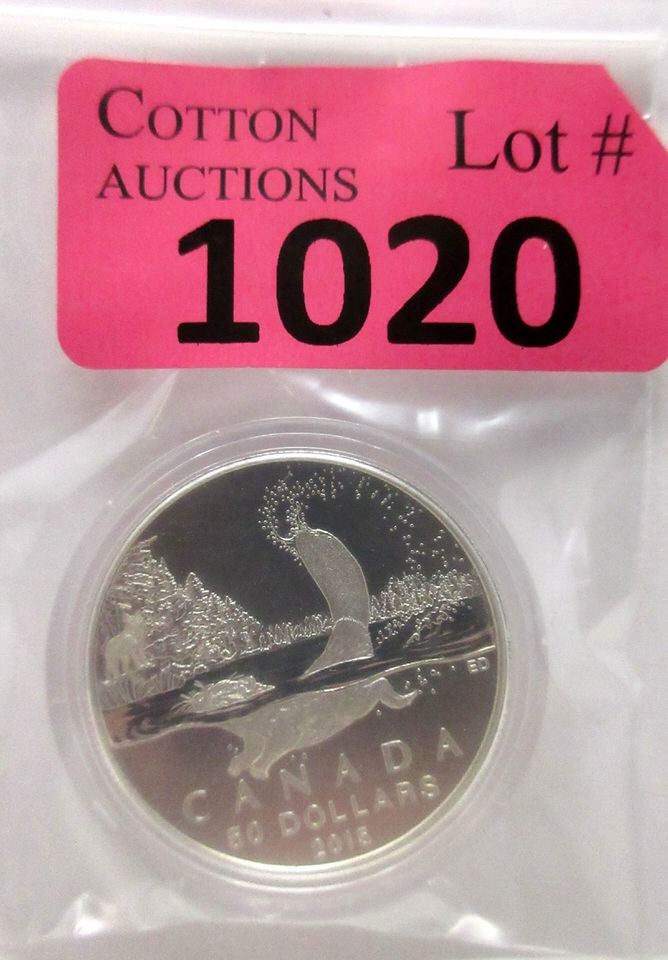 COTTON
AUCTIONS
Lot #
1020
ED
CANADA
50 DOLLARS
2015